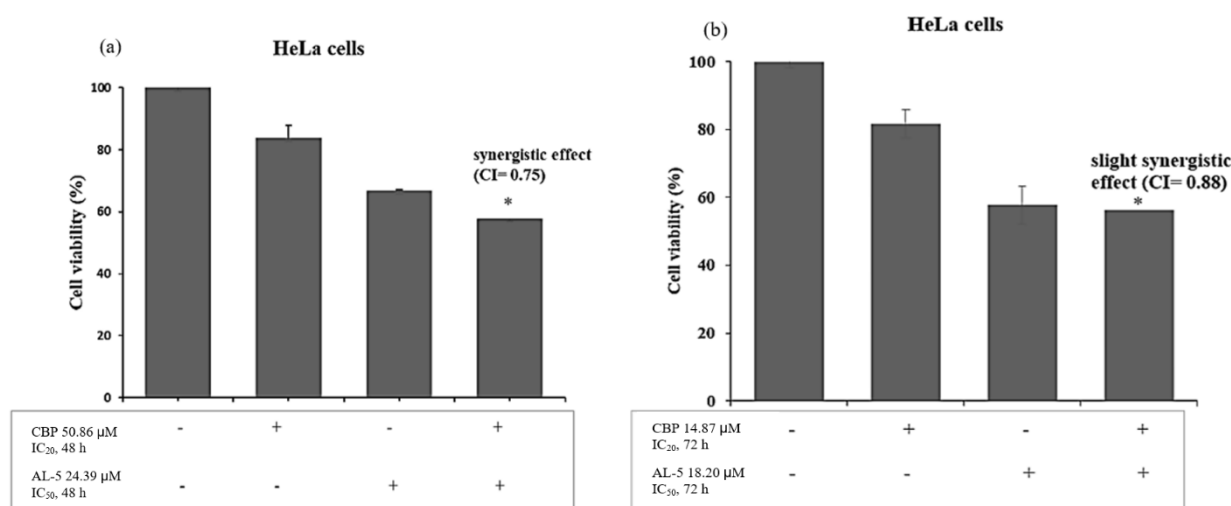 (a)
HeLa cells
Cell viability (%)
100
80
60
40
20
0
synergistic effect
(CI= 0.75)
*
CBP 50.86 µM - + - +
IC20, 48 h
AL-5 24.39 µM - - + +
IC50, 48 h
(b)
HeLa cells
Cell viability (%)
100
80
60
40
20
0
slight synergistic
effect (CI= 0.88)
*
CBP 14.87 µM - + - +
IC20, 72 h
AL-5 18.20 µM - - + +
IC50, 72 h